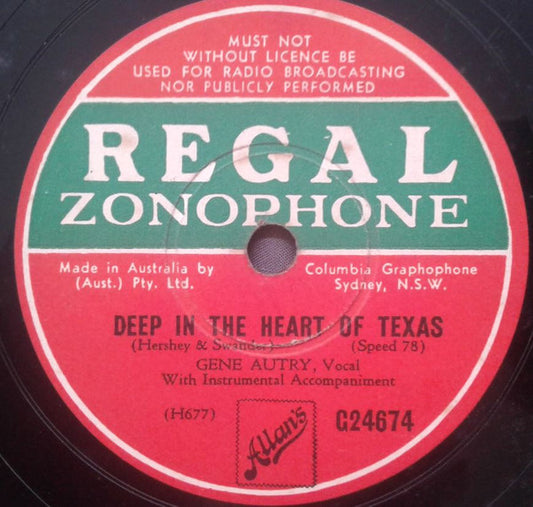 MUST NOT
WITHOUT LICENCE BE
USED FOR RADIO BROADCASTING
NOR PUBLICLY PERFORMED
REGAL
ZONOPHONE
Made in Australia by Columbia Graphophone
(Aust.) Pty. Ltd. Sydney, N.S.W.
DEEP IN THE HEART OF TEXAS
(Hershey & Swander) (Speed 78)
GENE AUTRY, Vocal
With Instrumental Accompaniment
(H677) Allan's G24674